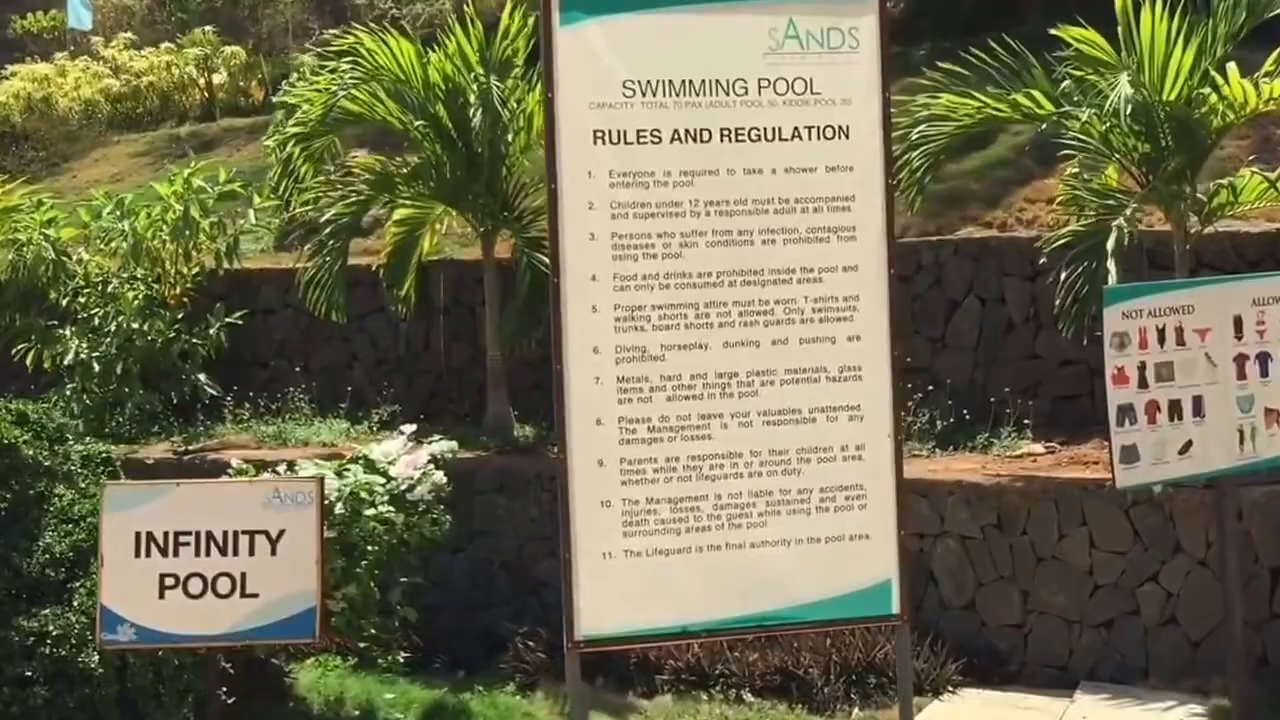 SANDS
SWIMMING POOL
CAPACITY: TOTAL 70 PAX (ADULT POOL 50, KIDDIE POOL 20)
RULES AND REGULATION
1. Everyone is required to take a shower before
entering the pool.
2. Children under 12 years old must be accompanied
and supervised by a responsible adult at all times.
3. Persons who suffer from any infection, contagious
diseases or skin conditions are prohibited from
using the pool.
4. Food and drinks are prohibited inside the pool and
can only be consumed at designated areas.
5. Proper swimming attire must be worn. T-shirts and
walking shorts are not allowed. Only swimsuits,
trunks, board shorts and rash guards are allowed.
6. Diving, horseplay, dunking and pushing are
prohibited.
7. Metals, hard and large plastic materials, glass
items and other things that are potential hazards
are not allowed in the pool.
8. Please do not leave your valuables unattended.
The Management is not responsible for any
damages or losses.
9. Parents are responsible for their children at all
times while they are in or around the pool area,
whether or not lifeguards are on duty.
10. The Management is not liable for any accidents,
injuries, losses, damages sustained and even
death caused to the guest while using the pool or
surrounding areas of the pool.
11. The Lifeguard is the final authority in the pool area.
SANDS
INFINITY
POOL
NOT ALLOWED
ALLOW